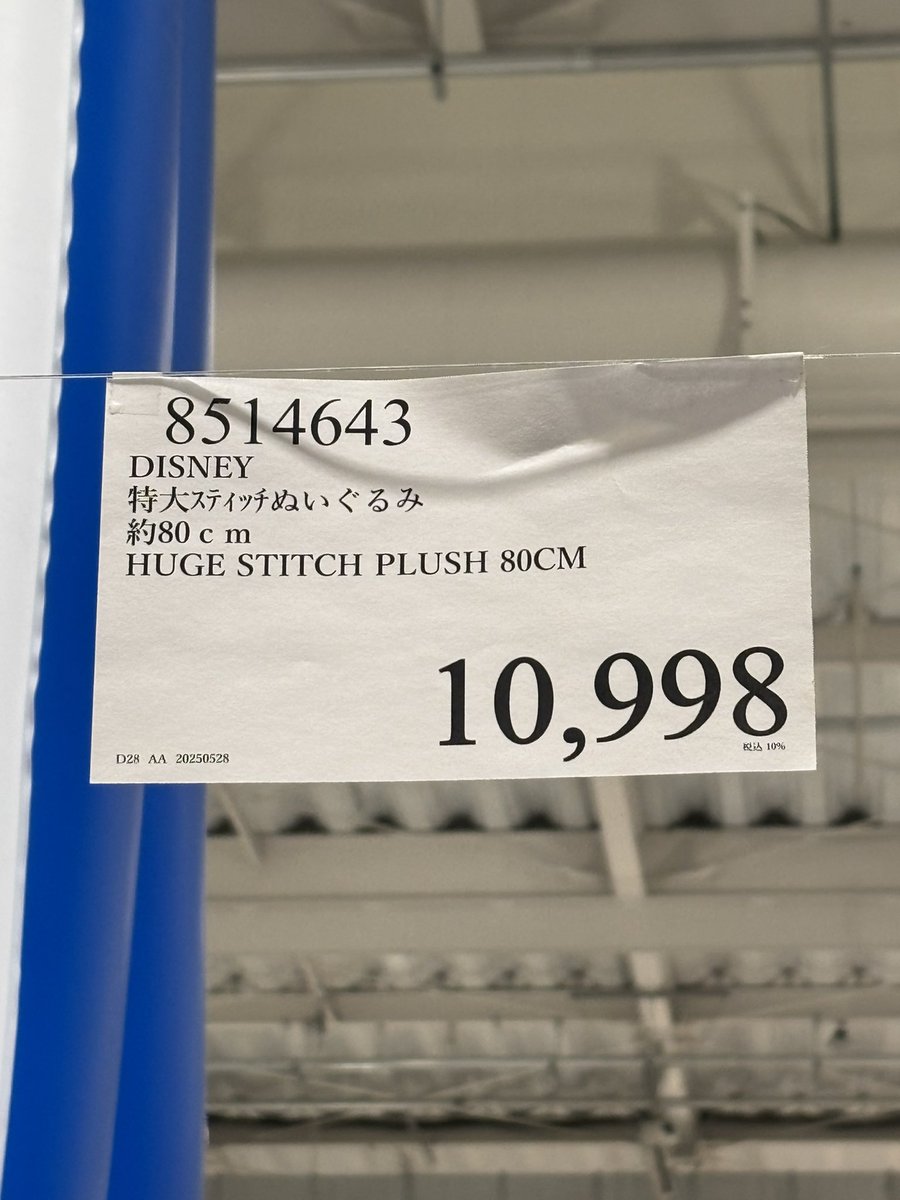 8514643
DISNEY
特大ｽﾃｨｯﾁぬいぐるみ
約80ｃｍ
HUGE STITCH PLUSH 80CM
10,998
税込 10%
D28 AA 20250528